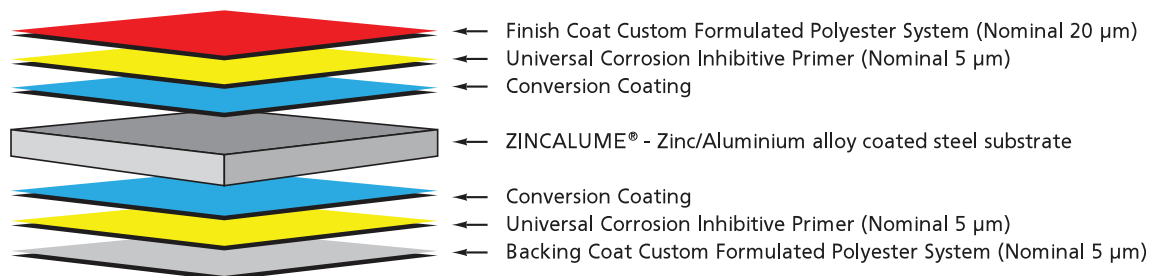 Finish Coat Custom Formulated Polyester System (Nominal 20 µm)
Universal Corrosion Inhibitive Primer (Nominal 5 µm)
Conversion Coating
ZINCALUME® - Zinc/Aluminium alloy coated steel substrate
Conversion Coating
Universal Corrosion Inhibitive Primer (Nominal 5 µm)
Backing Coat Custom Formulated Polyester System (Nominal 5 µm)